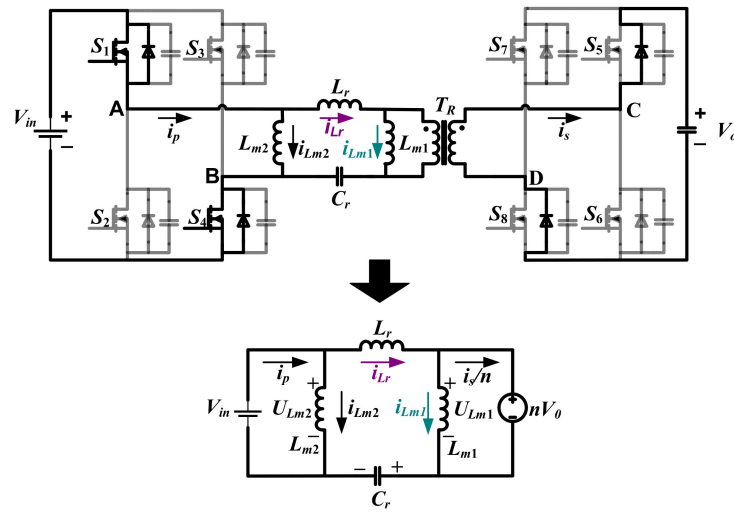 S1 S3 S7 S5
A Lr TR C
Vin + − ip iLr is + − Vo
Lm2 iLm2 iLm1 Lm1
B Cr D
S2 S4 S8 S6
Lr
ip iLr is/n
Vin + ULm2 − iLm2 iLm1 + ULm1 − + − nV0
Lm2 Lm1
− +
Cr